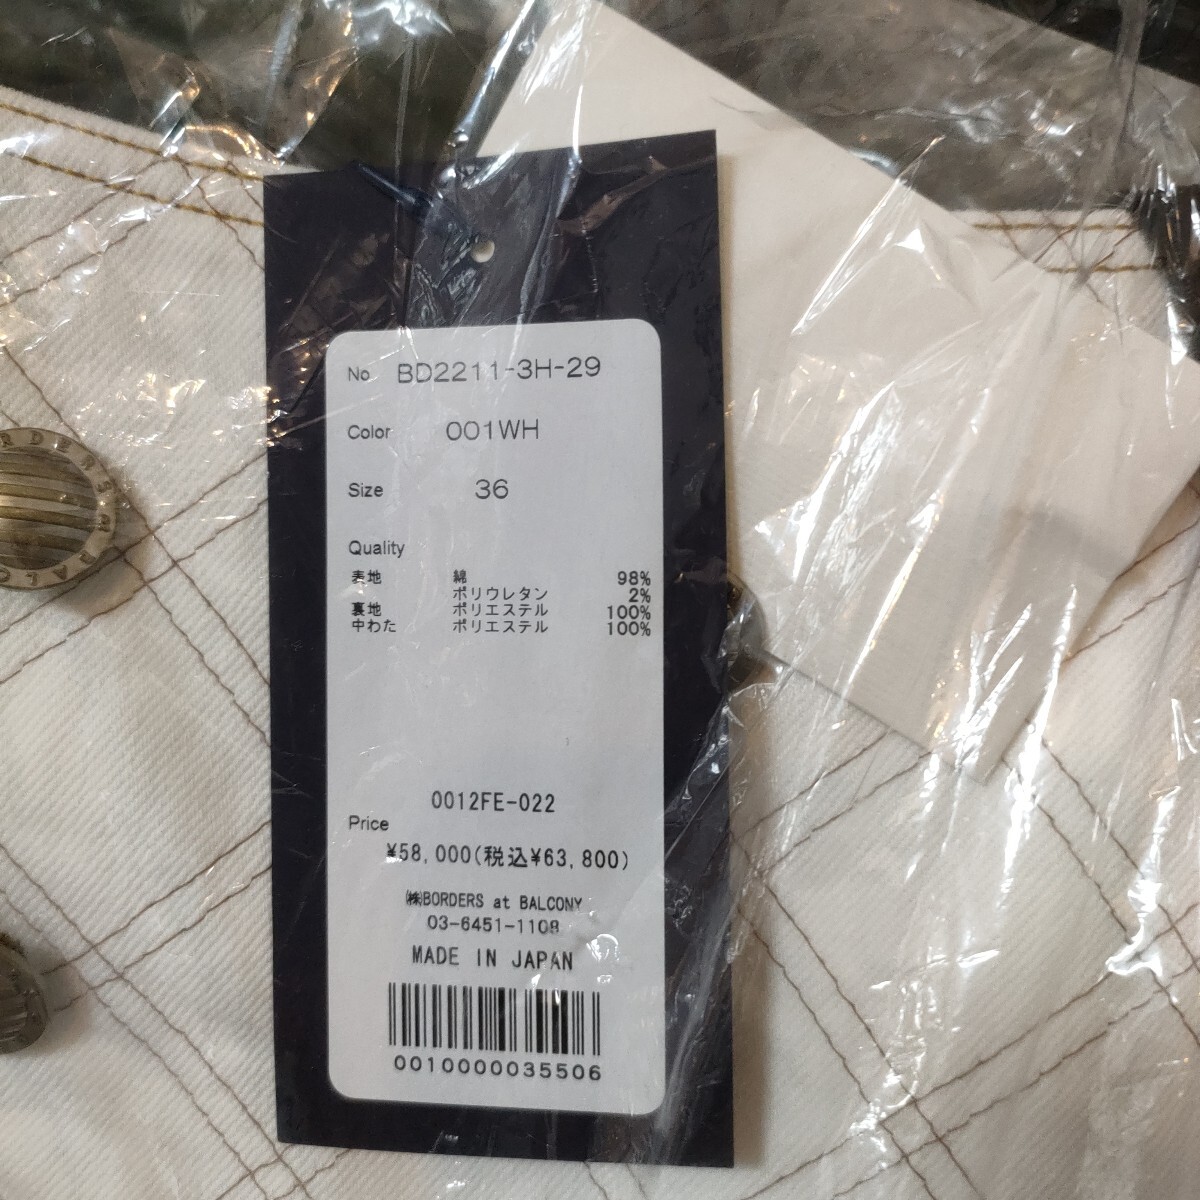 No BD2211-3H-29
Color 001WH
Size 36
Quality
表地 綿 98%
ポリウレタン 2%
裏地 ポリエステル 100%
中わた ポリエステル 100%
0012FE-022
Price
¥58,000(税込¥63,800)
㈱BORDERS at BALCONY
03-6451-1108
MADE IN JAPAN
0010000035506